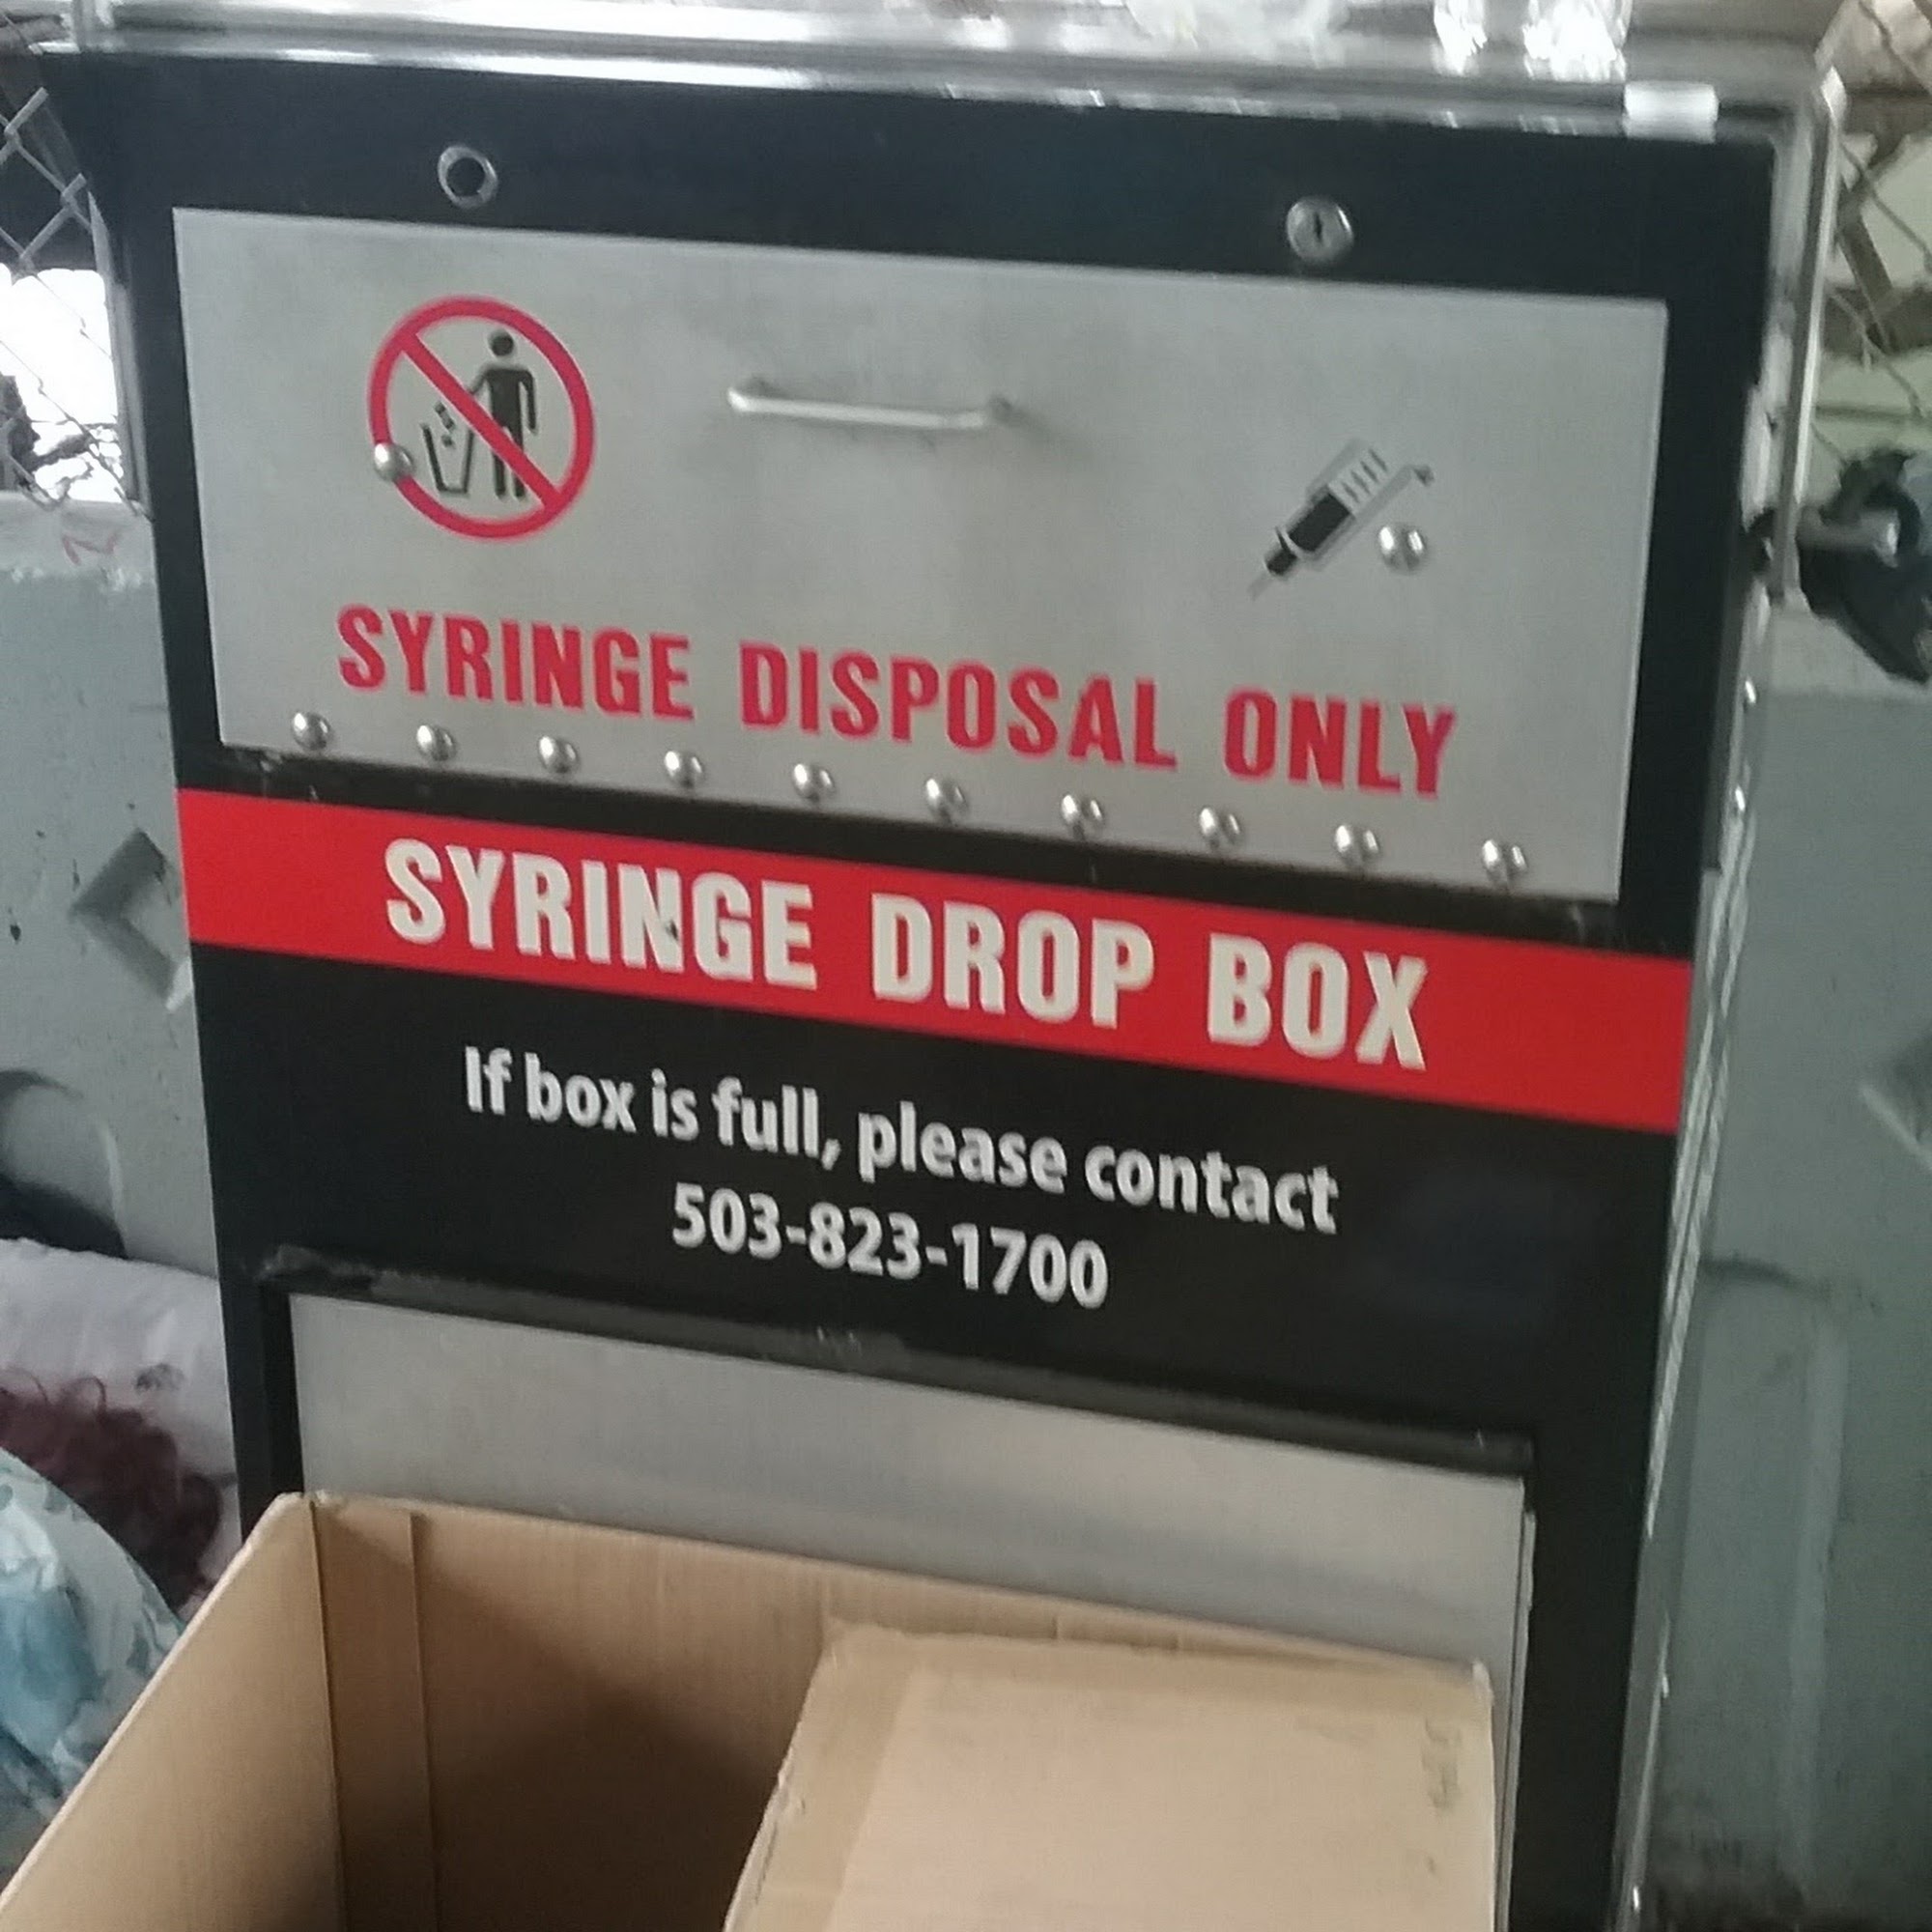 SYRINGE DISPOSAL ONLY
SYRINGE DROP BOX
If box is full, please contact
503-823-1700